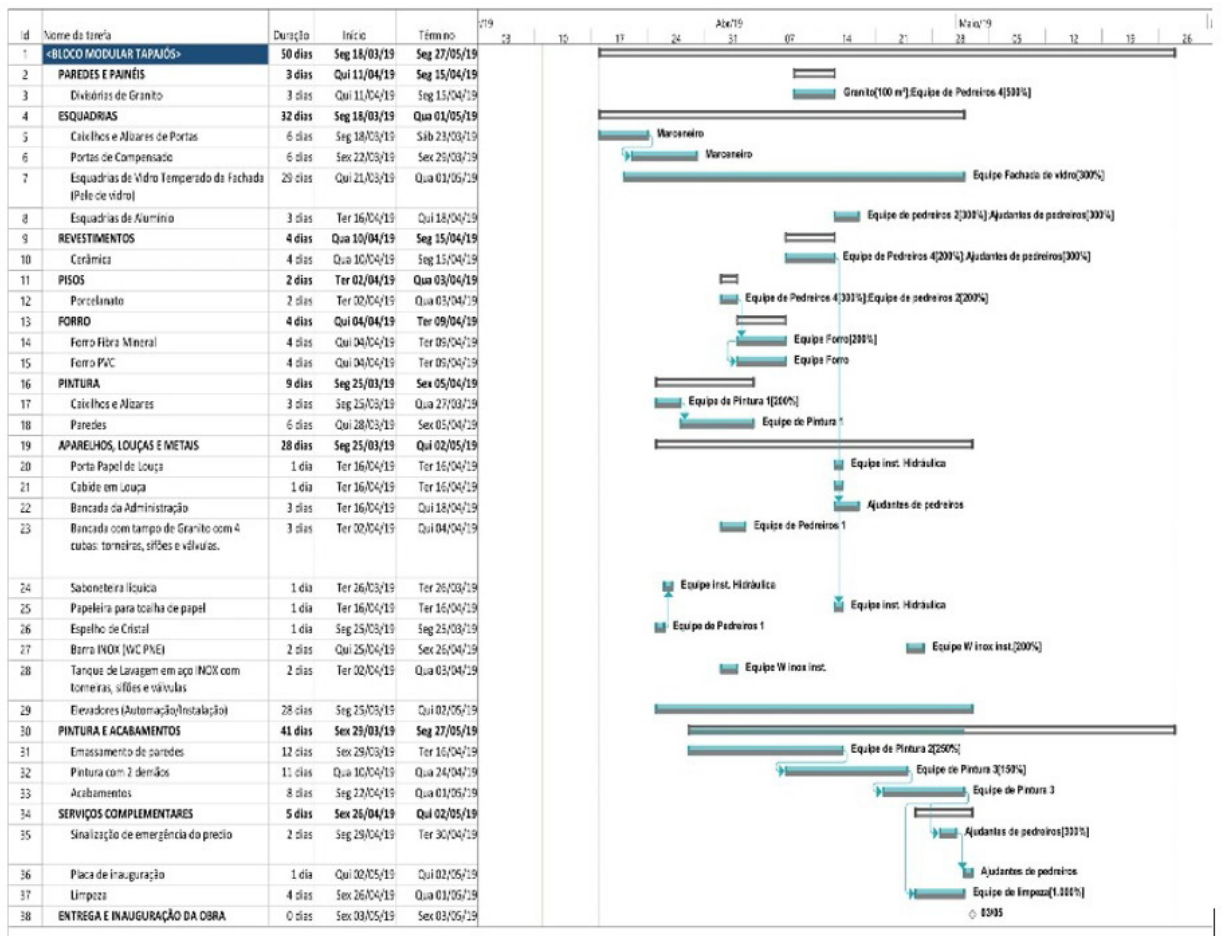 /19 Abr/19 Maio/19
Id Nome da tarefa Duração Início Término 03 10 17 24 31 07 14 21 28 05 12 19 26
1 <BLOCO MODULAR TAPAJÓS> 50 dias Seg 18/03/19 Seg 27/05/19
2 PAREDES E PAINÉIS 3 dias Qui 11/04/19 Seg 15/04/19
3 Divisórias de Granito 3 dias Qui 11/04/19 Seg 15/04/19 Granito[100 m²];Equipe de Pedreiros 4[500%]
4 ESQUADRIAS 32 dias Seg 18/03/19 Qua 01/05/19
5 Caixilhos e Alizares de Portas 6 dias Seg 18/03/19 Sáb 23/03/19 Marceneiro
6 Portas de Compensado 6 dias Sex 22/03/19 Sex 29/03/19 Marceneiro
7 Esquadrias de Vidro Temperado da Fachada 29 dias Qui 21/03/19 Qua 01/05/19 Equipe Fachada de vidro[300%]
(Pele de vidro)
8 Esquadrias de Alumínio 3 dias Ter 16/04/19 Qui 18/04/19 Equipe de pedreiros 2[300%];Ajudantes de pedreiros[300%]
9 REVESTIMENTOS 4 dias Qua 10/04/19 Seg 15/04/19
10 Cerâmica 4 dias Qua 10/04/19 Seg 15/04/19 Equipe de Pedreiros 4[200%];Ajudantes de pedreiros[300%]
11 PISOS 2 dias Ter 02/04/19 Qua 03/04/19
12 Porcelanato 2 dias Ter 02/04/19 Qua 03/04/19 Equipe de Pedreiros 4[300%];Equipe de pedreiros 2[200%]
13 FORRO 4 dias Qui 04/04/19 Ter 09/04/19
14 Forro Fibra Mineral 4 dias Qui 04/04/19 Ter 09/04/19 Equipe Forro[200%]
15 Forro PVC 4 dias Qui 04/04/19 Ter 09/04/19 Equipe Forro
16 PINTURA 9 dias Seg 25/03/19 Sex 05/04/19
17 Caixilhos e Alizares 3 dias Seg 25/03/19 Qua 27/03/19 Equipe de Pintura 1[200%]
18 Paredes 6 dias Qui 28/03/19 Sex 05/04/19 Equipe de Pintura 1
19 APARELHOS, LOUÇAS E METAIS 28 dias Seg 25/03/19 Qui 02/05/19
20 Porta Papel de Louça 1 dia Ter 16/04/19 Ter 16/04/19 Equipe inst. Hidráulica
21 Cabide em Louça 1 dia Ter 16/04/19 Ter 16/04/19
22 Bancada da Administração 3 dias Ter 16/04/19 Qui 18/04/19 Ajudantes de pedreiros
23 Bancada com tampo de Granito com 4 3 dias Ter 02/04/19 Qui 04/04/19 Equipe de Pedreiros 1
cubas: torneiras, sifões e válvulas.
24 Saboneteira líquida 1 dia Ter 26/03/19 Ter 26/03/19 Equipe inst. Hidráulica
25 Papeleira para toalha de papel 1 dia Ter 16/04/19 Ter 16/04/19 Equipe inst. Hidráulica
26 Espelho de Cristal 1 dia Seg 25/03/19 Seg 25/03/19 Equipe de Pedreiros 1
27 Barra INOX (WC PNE) 2 dias Qui 25/04/19 Sex 26/04/19 Equipe W inox inst.[200%]
28 Tanque de Lavagem em aço INOX com 2 dias Ter 02/04/19 Qua 03/04/19 Equipe W inox inst.
torneiras, sifões e válvulas
29 Elevadores (Automação/Instalação) 28 dias Seg 25/03/19 Qui 02/05/19
30 PINTURA E ACABAMENTOS 41 dias Sex 29/03/19 Seg 27/05/19
31 Emassamento de paredes 12 dias Sex 29/03/19 Ter 16/04/19 Equipe de Pintura 2[250%]
32 Pintura com 2 demãos 11 dias Qua 10/04/19 Qua 24/04/19 Equipe de Pintura 3[150%]
33 Acabamentos 8 dias Seg 22/04/19 Qua 01/05/19 Equipe de Pintura 3
34 SERVIÇOS COMPLEMENTARES 5 dias Sex 26/04/19 Qui 02/05/19
35 Sinalização de emergência do predio 2 dias Seg 29/04/19 Ter 30/04/19 Ajudantes de pedreiros[300%]
36 Placa de inauguração 1 dia Qui 02/05/19 Qui 02/05/19 Ajudantes de pedreiros
37 Limpeza 4 dias Sex 26/04/19 Qua 01/05/19 Equipe de limpeza[1.000%]
38 ENTREGA E INAUGURAÇÃO DA OBRA 0 dias Sex 03/05/19 Sex 03/05/19 03/05